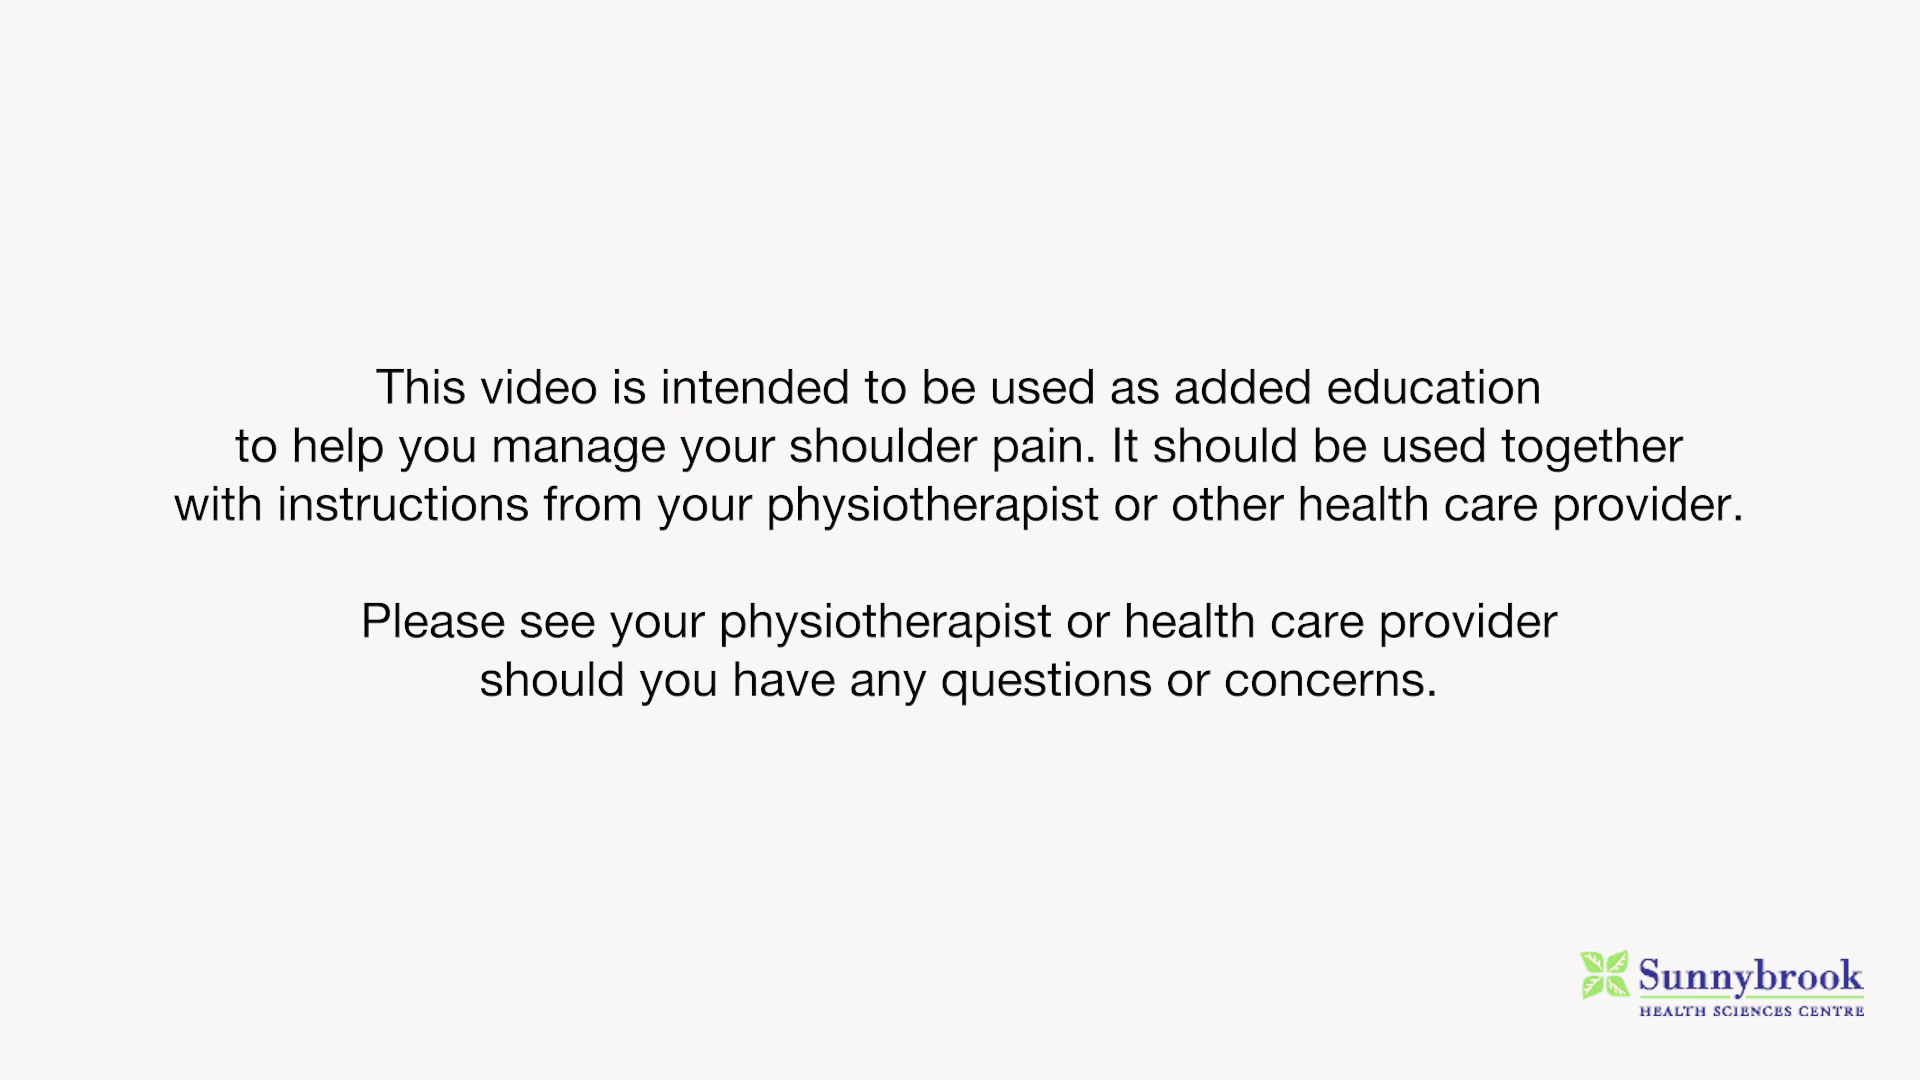 This video is intended to be used as added education
to help you manage your shoulder pain. It should be used together
with instructions from your physiotherapist or other health care provider.
Please see your physiotherapist or health care provider
should you have any questions or concerns.
Sunnybrook
HEALTH SCIENCES CENTRE